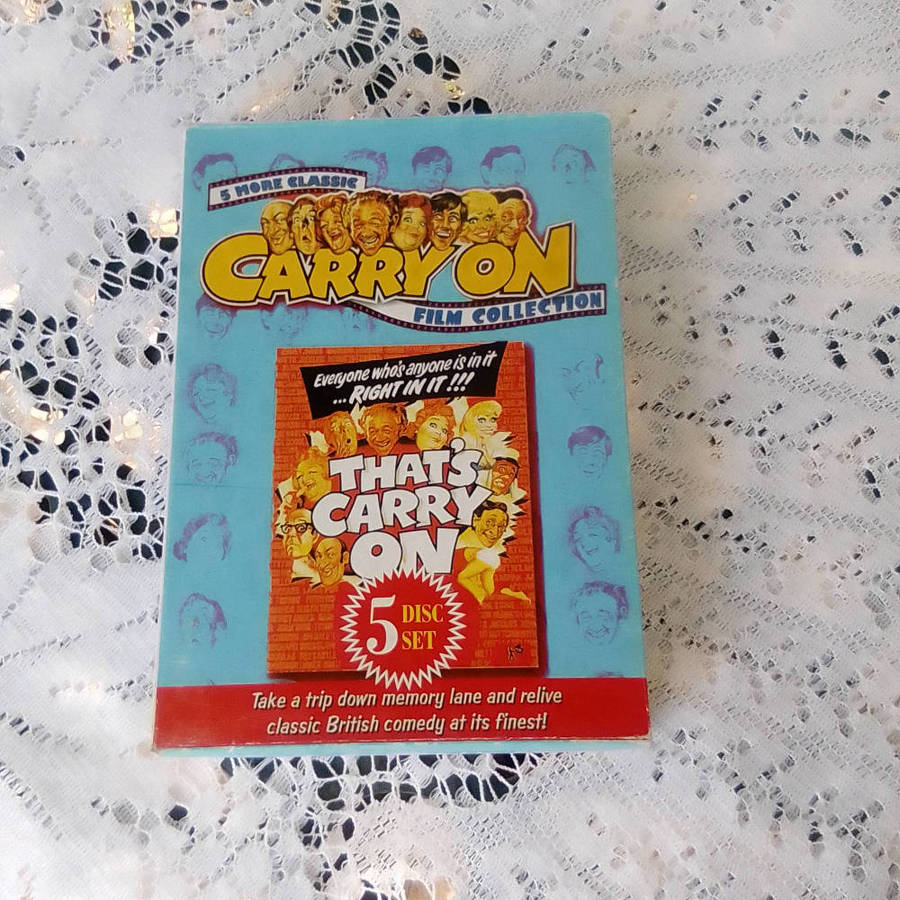 5 MORE CLASSIC
CARRY ON
FILM COLLECTION
Everyone who's anyone is in it
... RIGHT IN IT!!!
THAT'S
CARRY
ON
5 DISC
SET
Take a trip down memory lane and relive
classic British comedy at its finest!